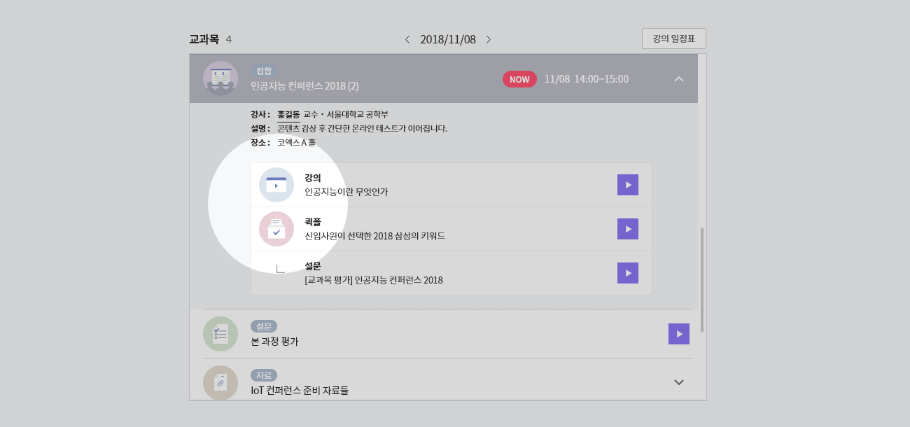 교과목 4
2018/11/08
강의 일정표
집합
인공지능 컨퍼런스 2018 (2)
NOW 11/08 14:00~15:00
강사 : 홍길동 교수 • 서울대학교 공학부
설명 : 콘텐츠 감상 후 간단한 온라인 테스트가 이어집니다.
장소 : 코엑스 A 홀
강의
인공지능이란 무엇인가
퀵폴
신입사원이 선택한 2018 삼성의 키워드
설문
[교과목 평가] 인공지능 컨퍼런스 2018
설문
본 과정 평가
자료
IoT 컨퍼런스 준비 자료들